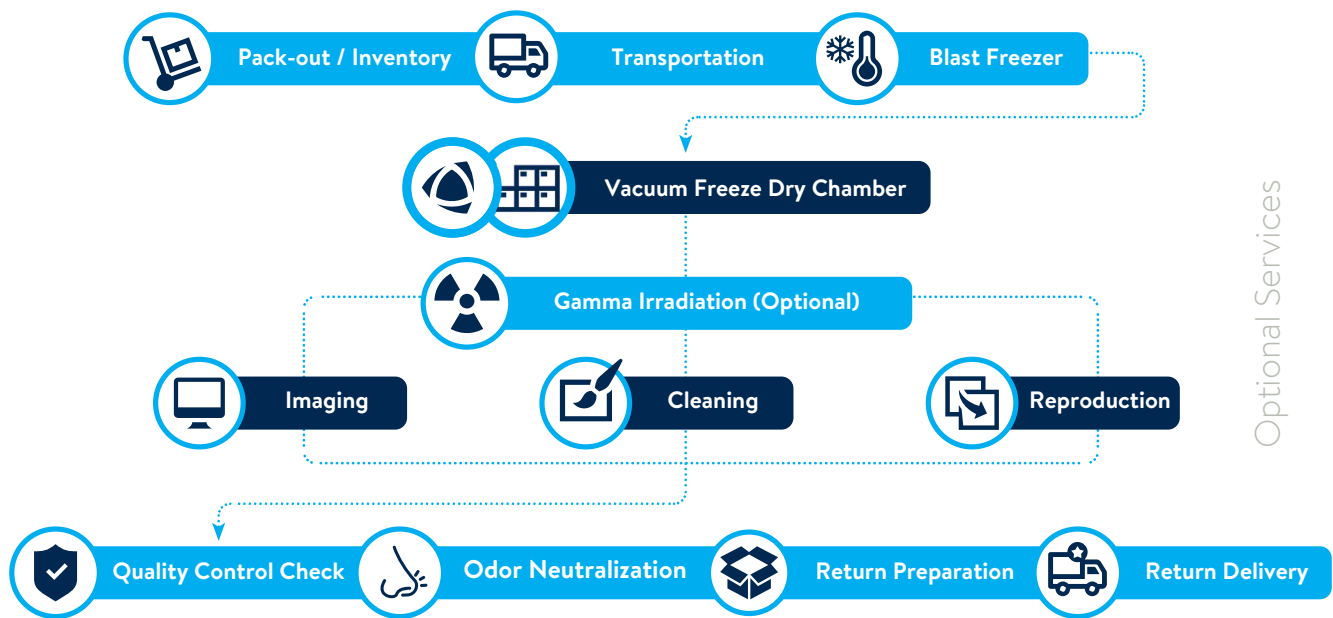 Pack-out / Inventory
Transportation
Blast Freezer
Vacuum Freeze Dry Chamber
Gamma Irradiation (Optional)
Imaging
Cleaning
Reproduction
Optional Services
Quality Control Check
Odor Neutralization
Return Preparation
Return Delivery